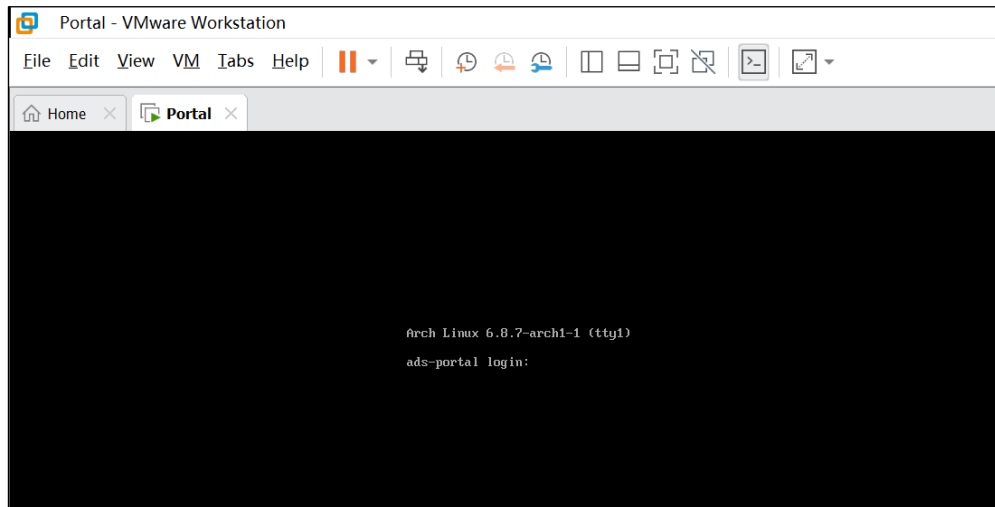 Portal - VMware Workstation
File Edit View VM Tabs Help
Home Portal
Arch Linux 6.8.7-arch1-1 (tty1)
ads-portal login: